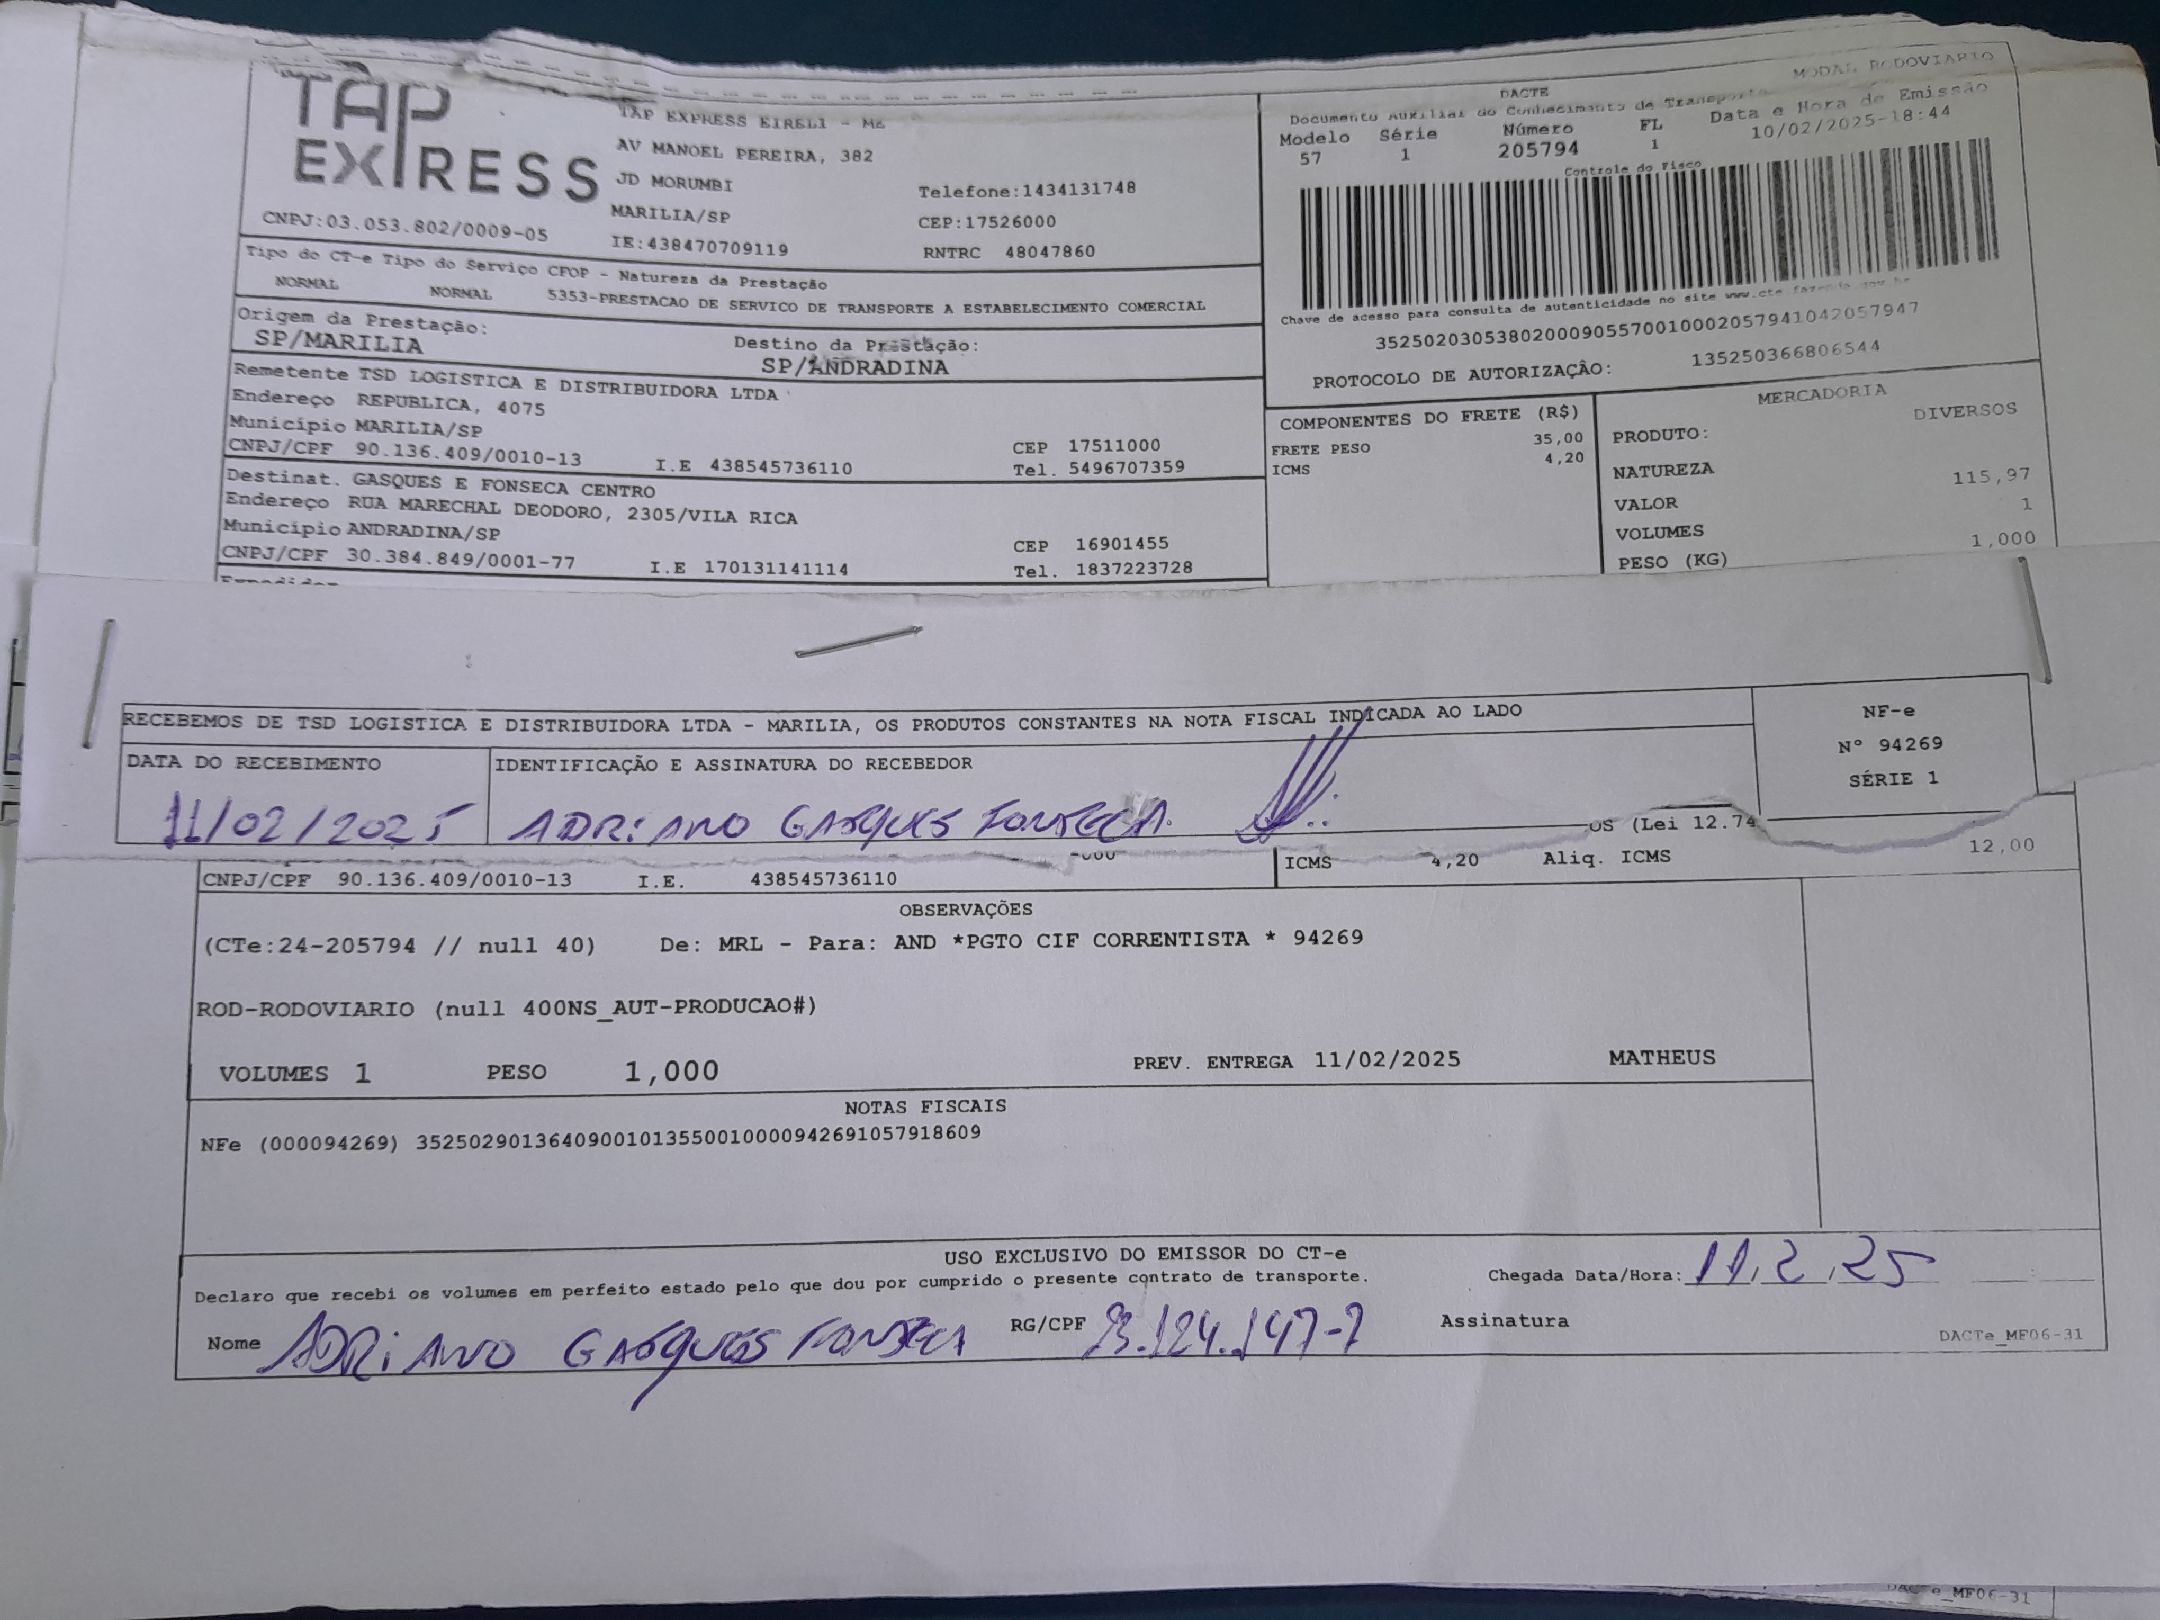 TAP EXPRESS
TAP EXPRESS EIRELI - ME
AV MANOEL PEREIRA, 382
JD MORUMBI
MARILIA/SP
Telefone:1434131748
CEP:17526000
CNPJ:03.053.802/0009-05
IE:438470709119
RNTRC 48047860
MODAL RODOVIARIO
DACTE
Documento Auxiliar do Conhecimento de Transporte
Modelo Série Número FL Data e Hora de Emissão
57 1 205794 1 10/02/2025-18:44
Controle do Fisco
Chave de acesso para consulta de autenticidade no site www.cte.fazenda.gov.br
35250203053802000905570010002057941042057947
PROTOCOLO DE AUTORIZAÇÃO: 135250366806544
Tipo do CT-e Tipo do Serviço CFOP - Natureza da Prestação
NORMAL NORMAL 5353-PRESTACAO DE SERVICO DE TRANSPORTE A ESTABELECIMENTO COMERCIAL
Origem da Prestação:
SP/MARILIA
Destino da Prestação:
SP/ANDRADINA
Remetente TSD LOGISTICA E DISTRIBUIDORA LTDA
Endereço REPUBLICA, 4075
Município MARILIA/SP
CEP 17511000
CNPJ/CPF 90.136.409/0010-13 I.E 438545736110 Tel. 5496707359
Destinat. GASQUES E FONSECA CENTRO
Endereço RUA MARECHAL DEODORO, 2305/VILA RICA
Município ANDRADINA/SP
CEP 16901455
CNPJ/CPF 30.384.849/0001-77 I.E 170131141114 Tel. 1837223728
COMPONENTES DO FRETE (R$)
FRETE PESO 35,00
ICMS 4,20
MERCADORIA
PRODUTO: DIVERSOS
NATUREZA
VALOR 115,97
VOLUMES 1
PESO (KG) 1,000
RECEBEMOS DE TSD LOGISTICA E DISTRIBUIDORA LTDA - MARILIA, OS PRODUTOS CONSTANTES NA NOTA FISCAL INDICADA AO LADO
NF-e
Nº 94269
SÉRIE 1
DATA DO RECEBIMENTO
IDENTIFICAÇÃO E ASSINATURA DO RECEBEDOR
11/02/2025
ADRIANO GASQUES FONSECA.
OS (Lei 12.74
ICMS 4,20 Aliq. ICMS 12,00
CNPJ/CPF 90.136.409/0010-13 I.E. 438545736110
OBSERVAÇÕES
(CTe:24-205794 // null 40) De: MRL - Para: AND *PGTO CIF CORRENTISTA * 94269
ROD-RODOVIARIO (null 400NS_AUT-PRODUCAO#)
VOLUMES 1 PESO 1,000 PREV. ENTREGA 11/02/2025 MATHEUS
NOTAS FISCAIS
NFe (000094269) 35250290136409001013550010000942691057918609
USO EXCLUSIVO DO EMISSOR DO CT-e
Declaro que recebi os volumes em perfeito estado pelo que dou por cumprido o presente contrato de transporte.
Chegada Data/Hora: 11.2.25
Nome ADRIANO GASQUES FONSECA RG/CPF
Assinatura
DACTe_MF06-31
DACTe_MF06-31